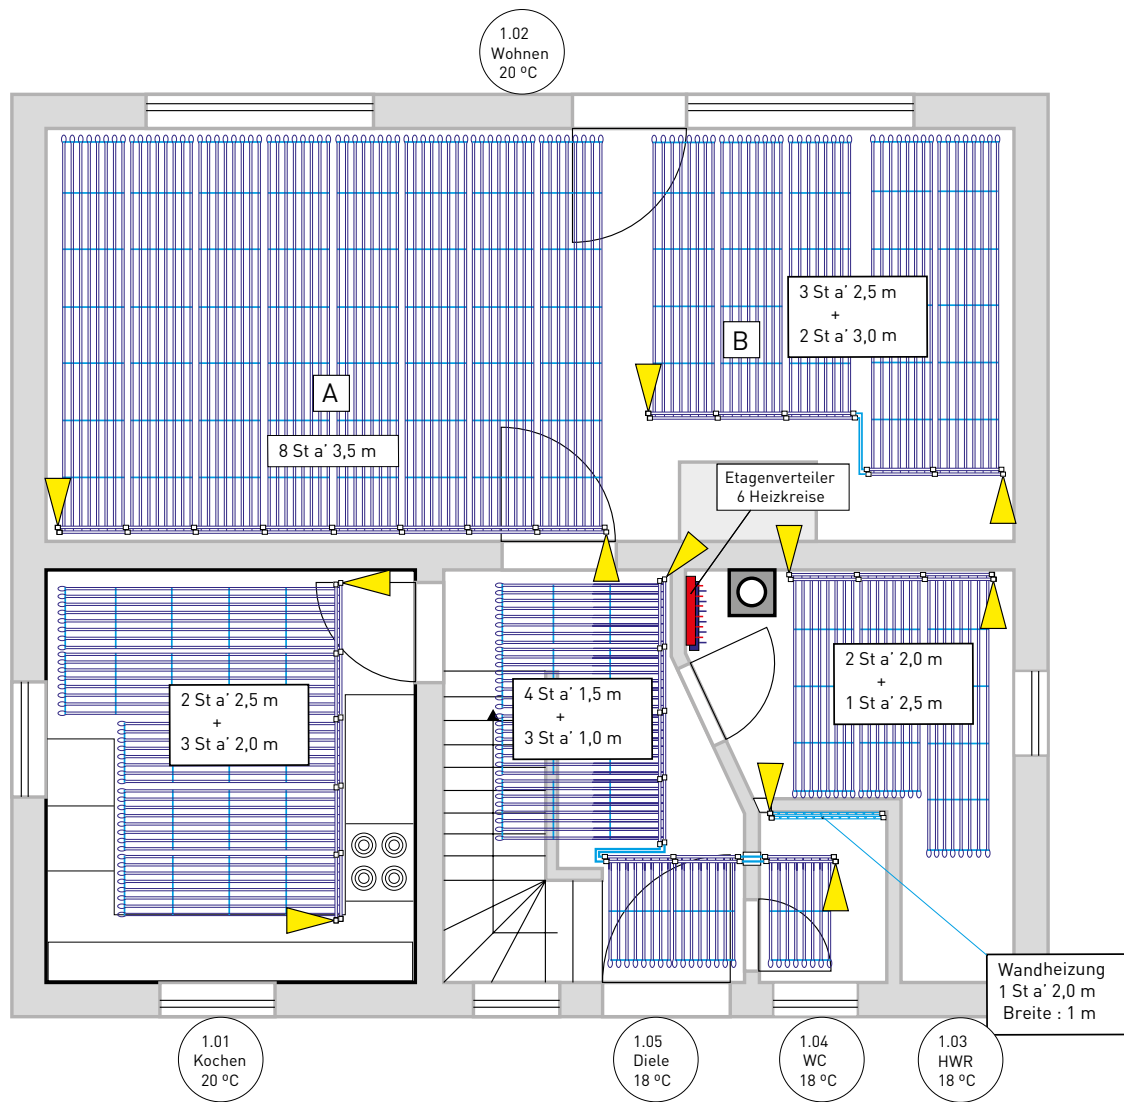 1.02
Wohnen
20 ºC
3 St a' 2,5 m
+
2 St a' 3,0 m
B
A
8 St a' 3,5 m
Etagenverteiler
6 Heizkreise
2 St a' 2,5 m
+
3 St a' 2,0 m
4 St a' 1,5 m
+
3 St a' 1,0 m
2 St a' 2,0 m
+
1 St a' 2,5 m
Wandheizung
1 St a' 2,0 m
Breite : 1 m
1.01
Kochen
20 ºC
1.05
Diele
18 ºC
1.04
WC
18 ºC
1.03
HWR
18 ºC